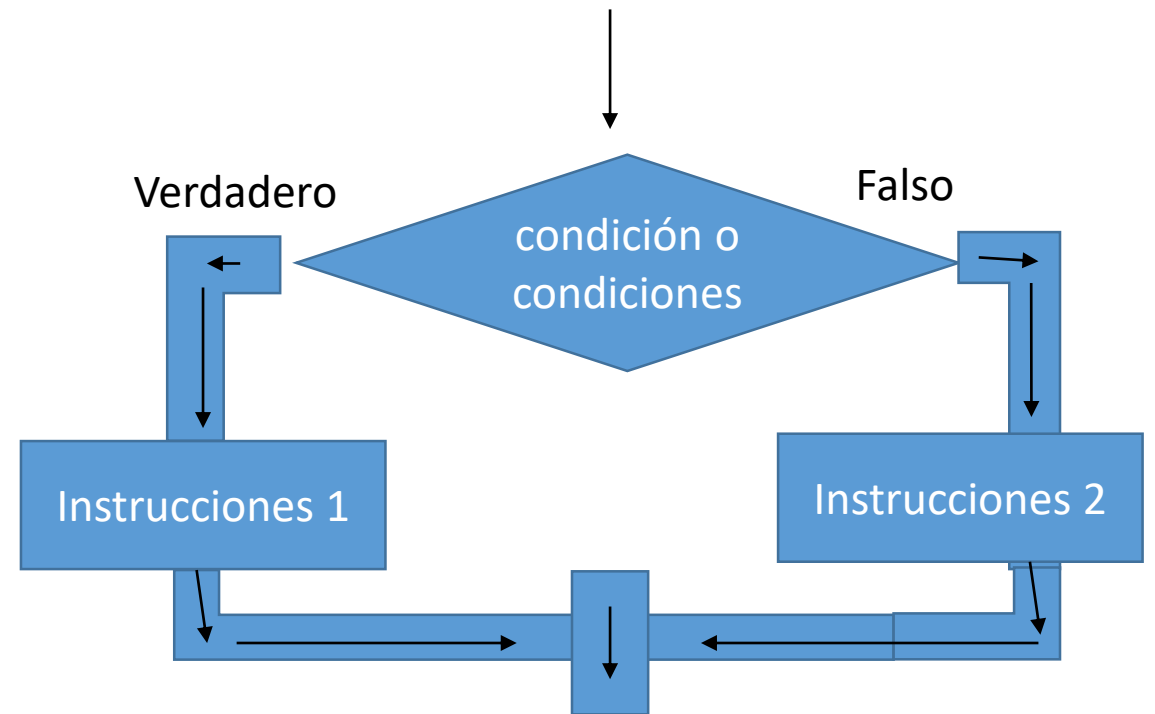 Verdadero
Falso
condición o
condiciones
Instrucciones 1
Instrucciones 2